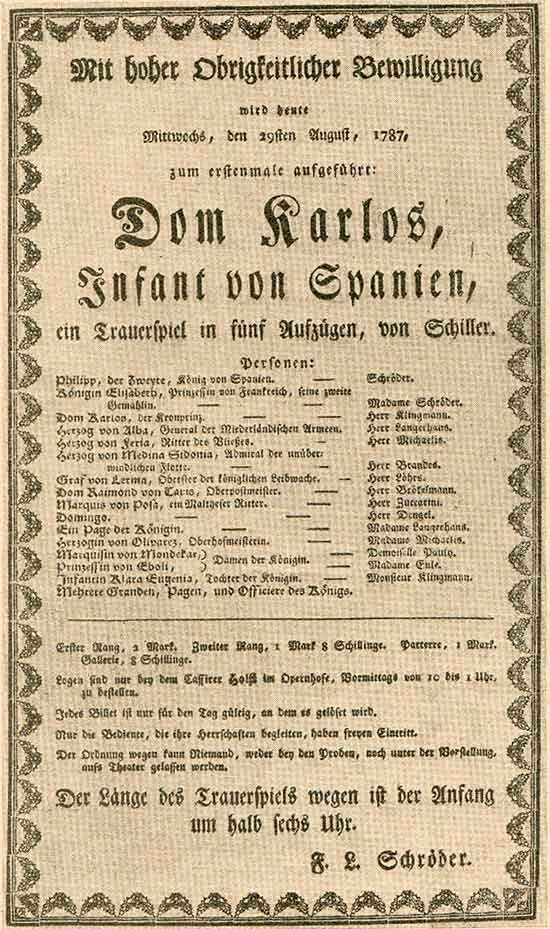 Mit hoher Obrigkeitlicher Bewilligung
wird heute
Mittwochs, den 29sten August, 1787,
zum erstenmale aufgeführt:
Dom Karlos,
Infant von Spanien,
ein Trauerspiel in fünf Aufzügen, von Schiller.
Personen:
Philipp, der Zweyte, König von Spanien. — Schröder.
Königin Elisabeth, Prinzessin von Frankreich, seine zweite
Gemahlin. — — — Madame Schröder.
Dom Karlos, der Kronprinz. — — Herr Klingmann.
Herzog von Alba, General der Niederländischen Armeen. Herr Langerhans.
Herzog von Feria, Ritter des Vließes. — Herr Michaelis.
Herzog von Medina Sidonia, Admiral der unüber-
windlichen Flotte. — — Herr Brandes.
Graf von Lerma, Oberster der königlichen Leibwache. — Herr Löhrs.
Dom Raimond von Taxis, Oberpostmeister. — Herr Brökelmann.
Marquis von Posa, ein Maltheser Ritter. — Herr Zuccarini.
Domingo. — — — Herr Dengel.
Ein Page der Königin. — — Madame Langerhans.
Herzogin von Olivarez, Oberhofmeisterin. — Madame Michaelis.
Marquisin von Mondekar,) Damen der Königin. — Demoiselle Pauly.
Prinzessin von Eboli, ) — Madame Eule.
Infantin Klara Eugenia, Tochter der Königin. — Monsieur Klingmann.
Mehrere Granden, Pagen, und Officiere des Königs.
Erster Rang, 2 Mark. Zweiter Rang, 1 Mark 8 Schillinge. Parterre, 1 Mark.
Gallerie, 8 Schillinge.
Logen sind nur bey dem Cassirer Holst im Opernhofe, Vormittags von 10 bis 1 Uhr,
zu bestellen.
Jedes Billet ist nur für den Tag gültig, an dem es gelöset wird.
Nur die Bediente, die ihre Herrschaften begleiten, haben freyen Eintritt.
Der Ordnung wegen kann Niemand, weder bey den Proben, noch unter der Vorstellung,
aufs Theater gelassen werden.
Der Länge des Trauerspiels wegen ist der Anfang
um halb sechs Uhr.
F. L. Schröder.